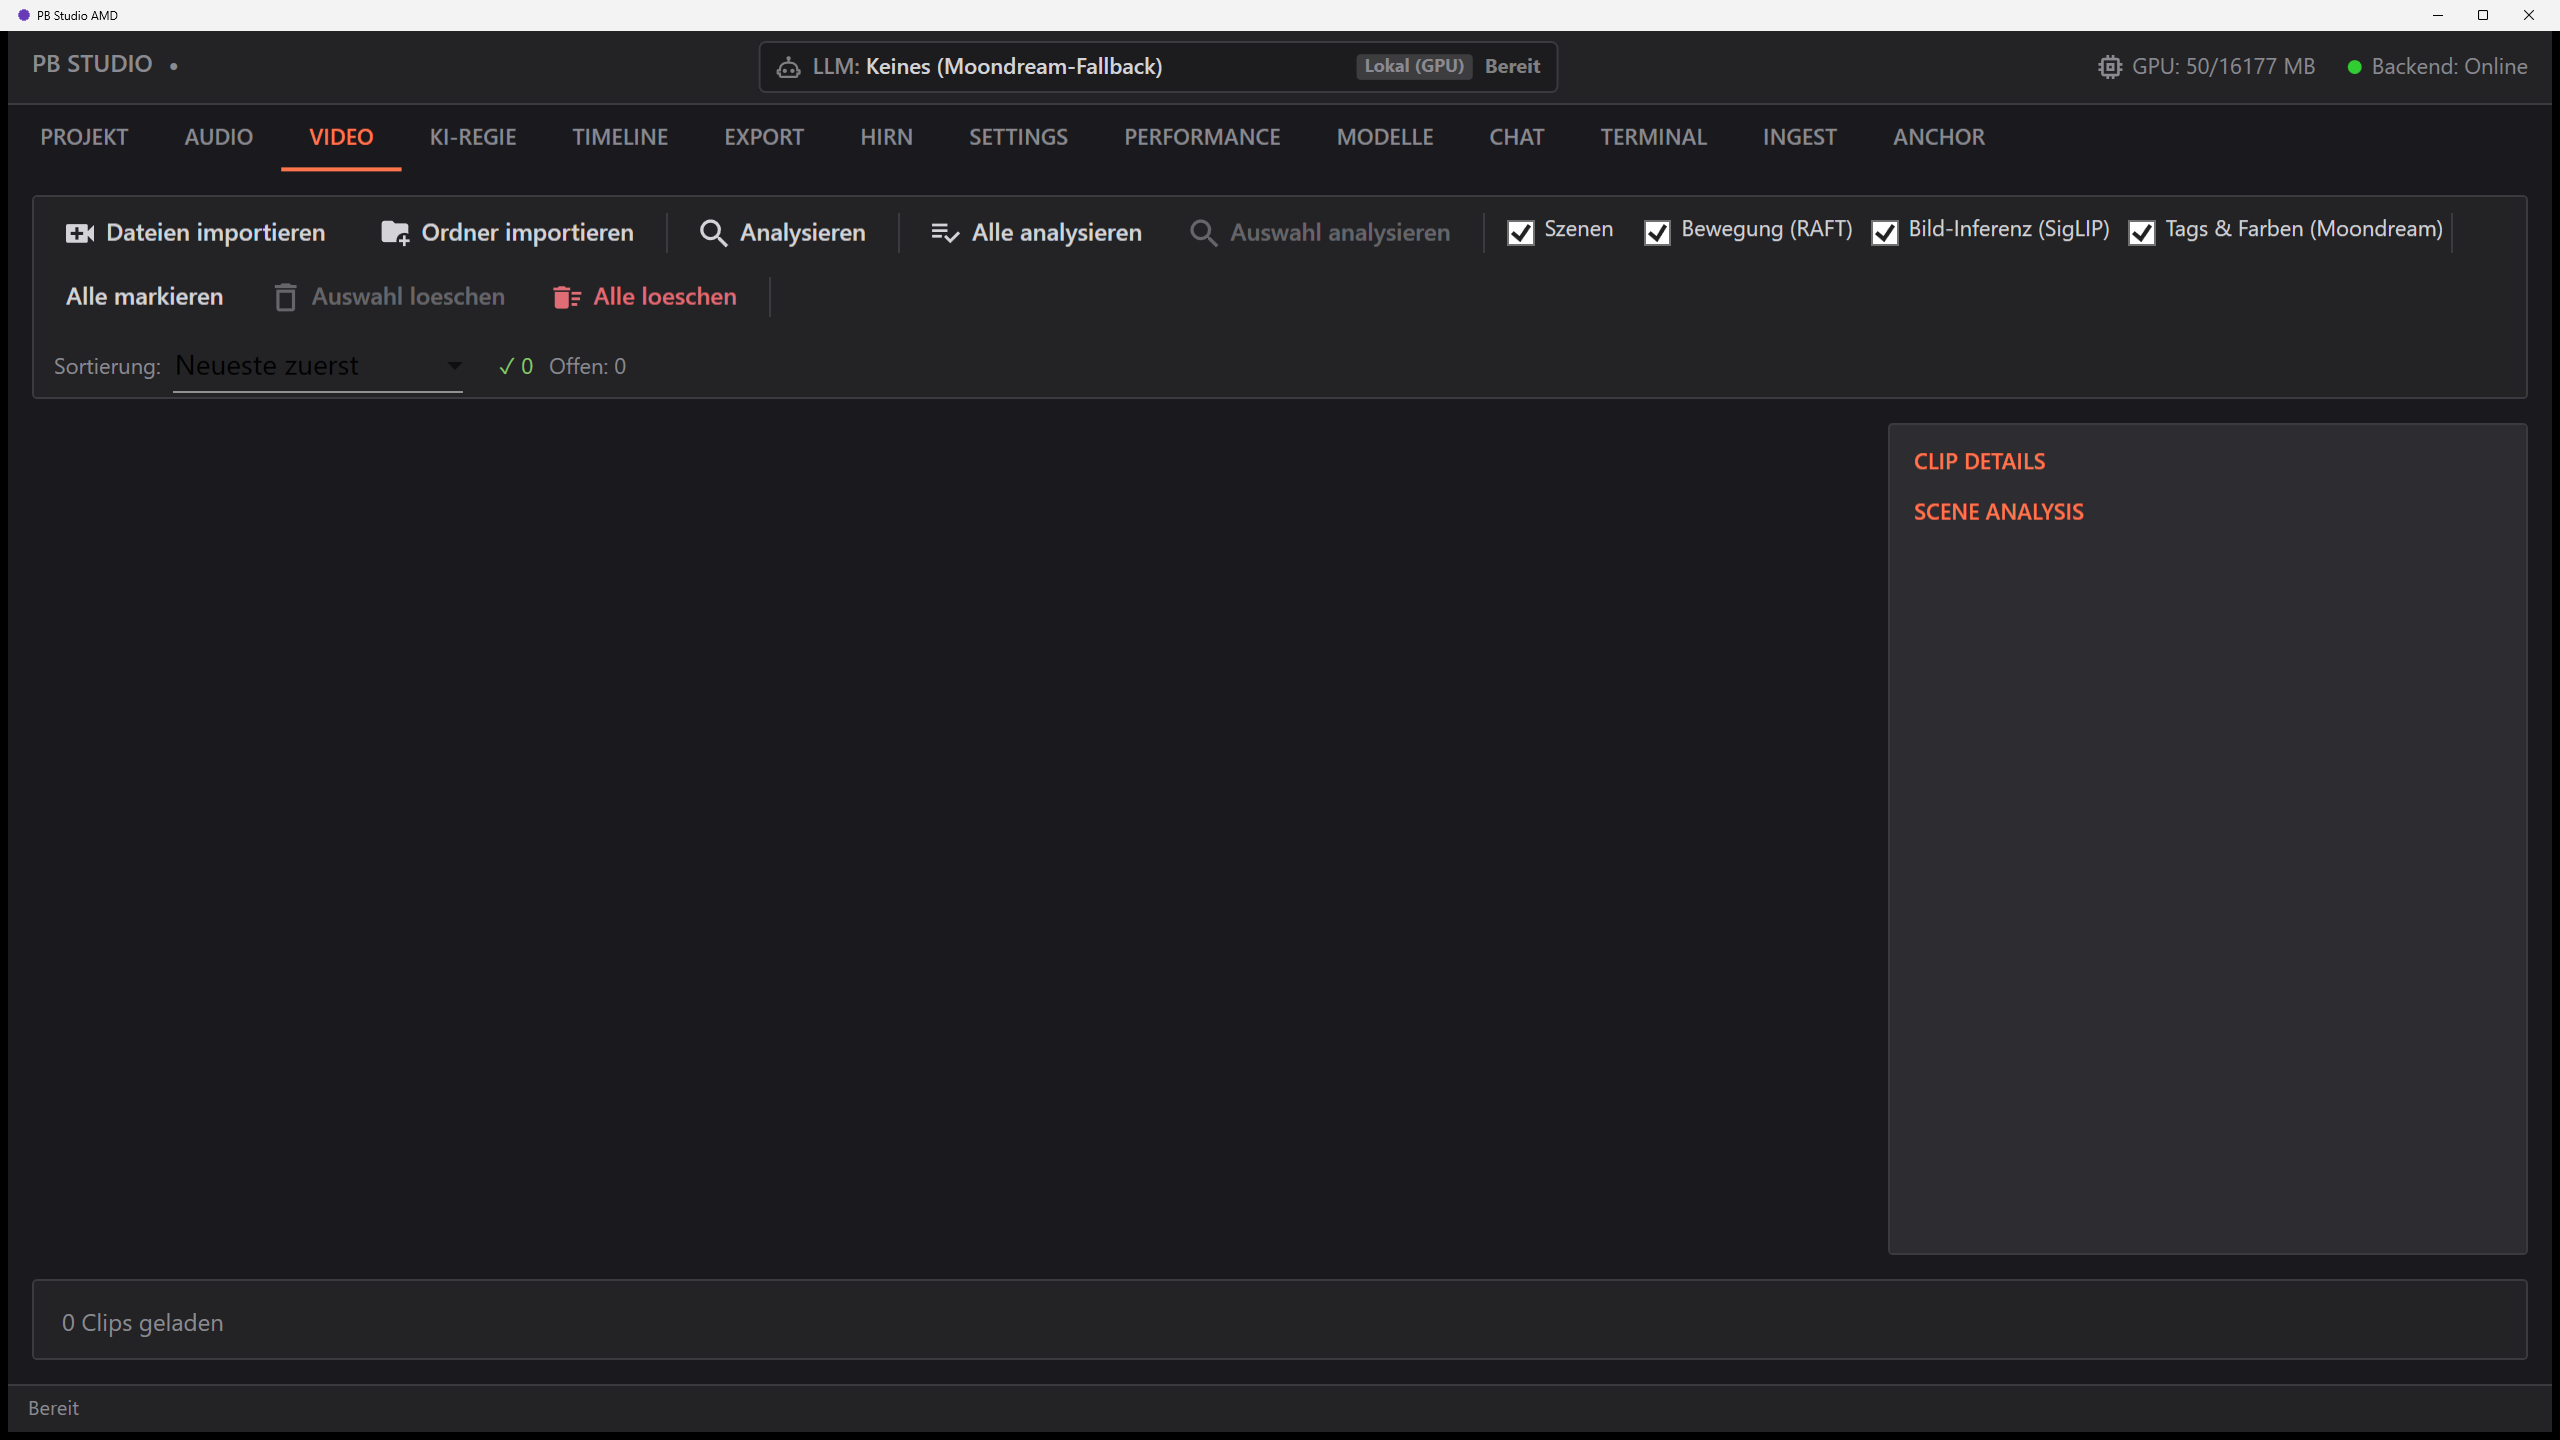 PB Studio AMD
PB STUDIO •
LLM: Keines (Moondream-Fallback) Lokal (GPU) Bereit
GPU: 50/16177 MB Backend: Online
PROJEKT AUDIO VIDEO KI-REGIE TIMELINE EXPORT HIRN SETTINGS PERFORMANCE MODELLE CHAT TERMINAL INGEST ANCHOR
Dateien importieren Ordner importieren Analysieren Alle analysieren Auswahl analysieren Szenen Bewegung (RAFT) Bild-Inferenz (SigLIP) Tags & Farben (Moondream)
Alle markieren Auswahl loeschen Alle loeschen
Sortierung: Neueste zuerst ✓ 0 Offen: 0
CLIP DETAILS
SCENE ANALYSIS
0 Clips geladen
Bereit